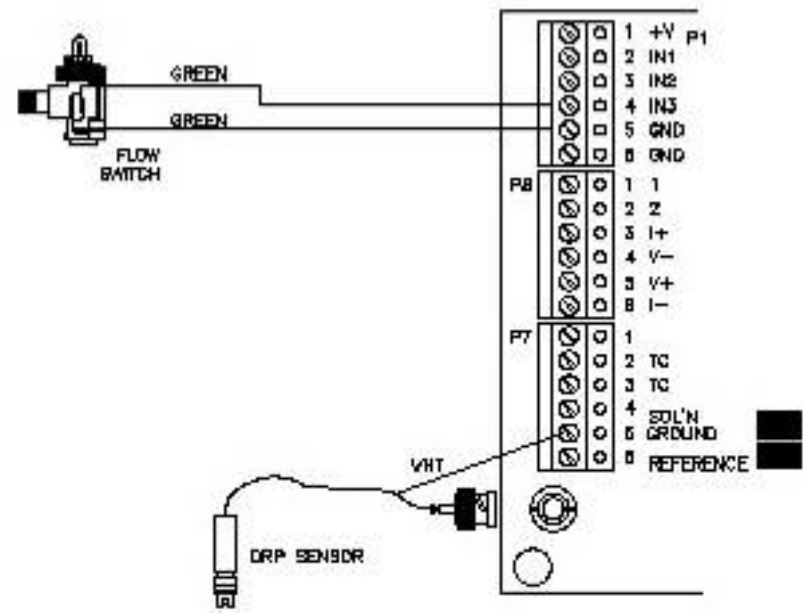 1 +V P1
GREEN
2 IN1
3 IN2
4 IN3
GREEN
5 GND
6 GND
FLOW
SWITCH
P8
1 1
2 2
3 I+
4 V-
5 V+
6 I-
P7
1
2 TC
3 TC
4
SOL'N
5 GROUND
6 REFERENCE
WHT
ORP SENSOR